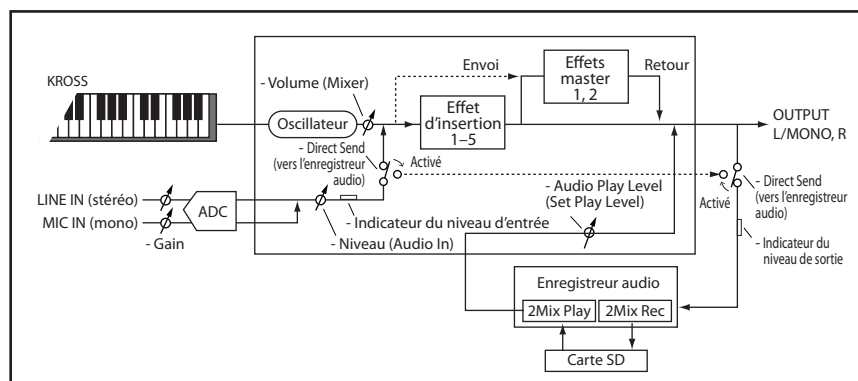 KROSS
- Volume (Mixer)
Oscillateur
Envoi
Effet
d'insertion
1–5
Effets
master
1, 2
Retour
OUTPUT
L/MONO, R
- Direct Send
(vers l'enregistreur
audio)
Activé
LINE IN (stéréo)
MIC IN (mono)
ADC
- Gain
- Indicateur du niveau d'entrée
- Niveau (Audio In)
- Audio Play Level
(Set Play Level)
Activé
- Direct Send
(vers l'enregistreur
audio)
- Indicateur du
niveau de sortie
Enregistreur audio
2Mix Play
2Mix Rec
Carte SD